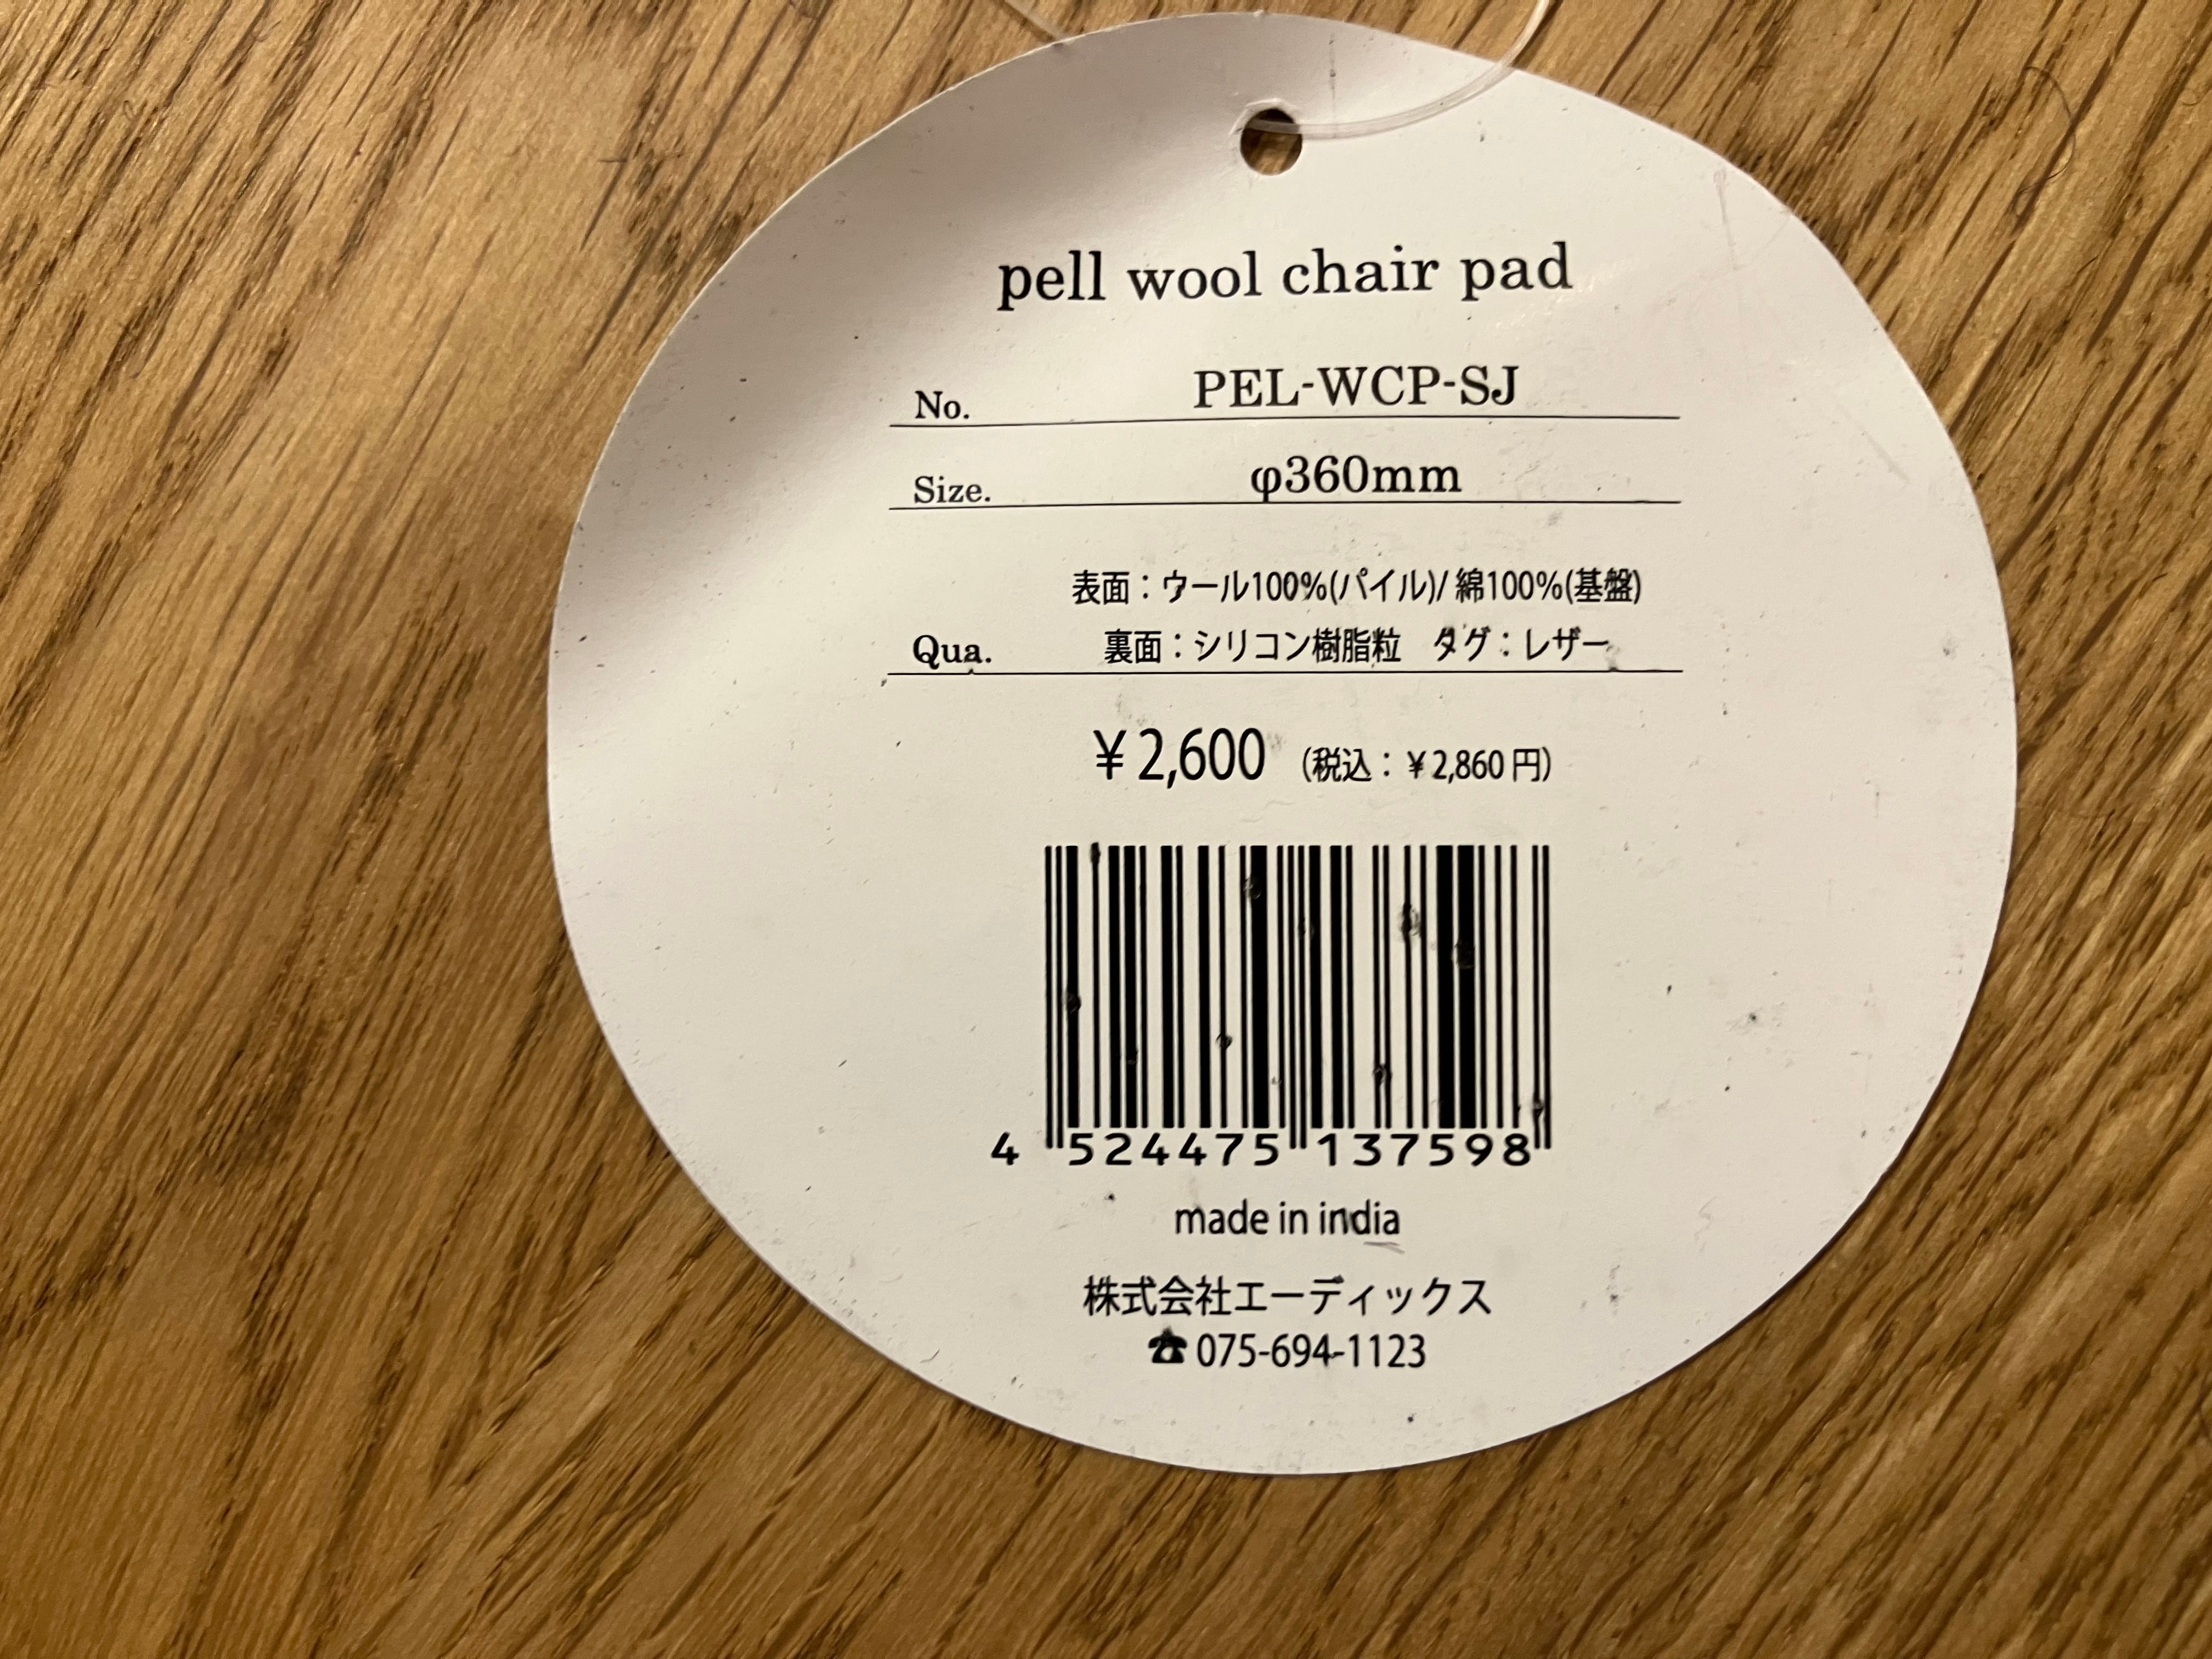 pell wool chair pad
No. PEL-WCP-SJ
Size. φ360mm
表面：ウール100%(パイル)/ 綿100%(基盤)
Qua. 裏面：シリコン樹脂粒　タグ：レザー
￥2,600 (税込：￥2,860 円)
4 524475 137598
made in india
株式会社エーディックス
☎ 075-694-1123